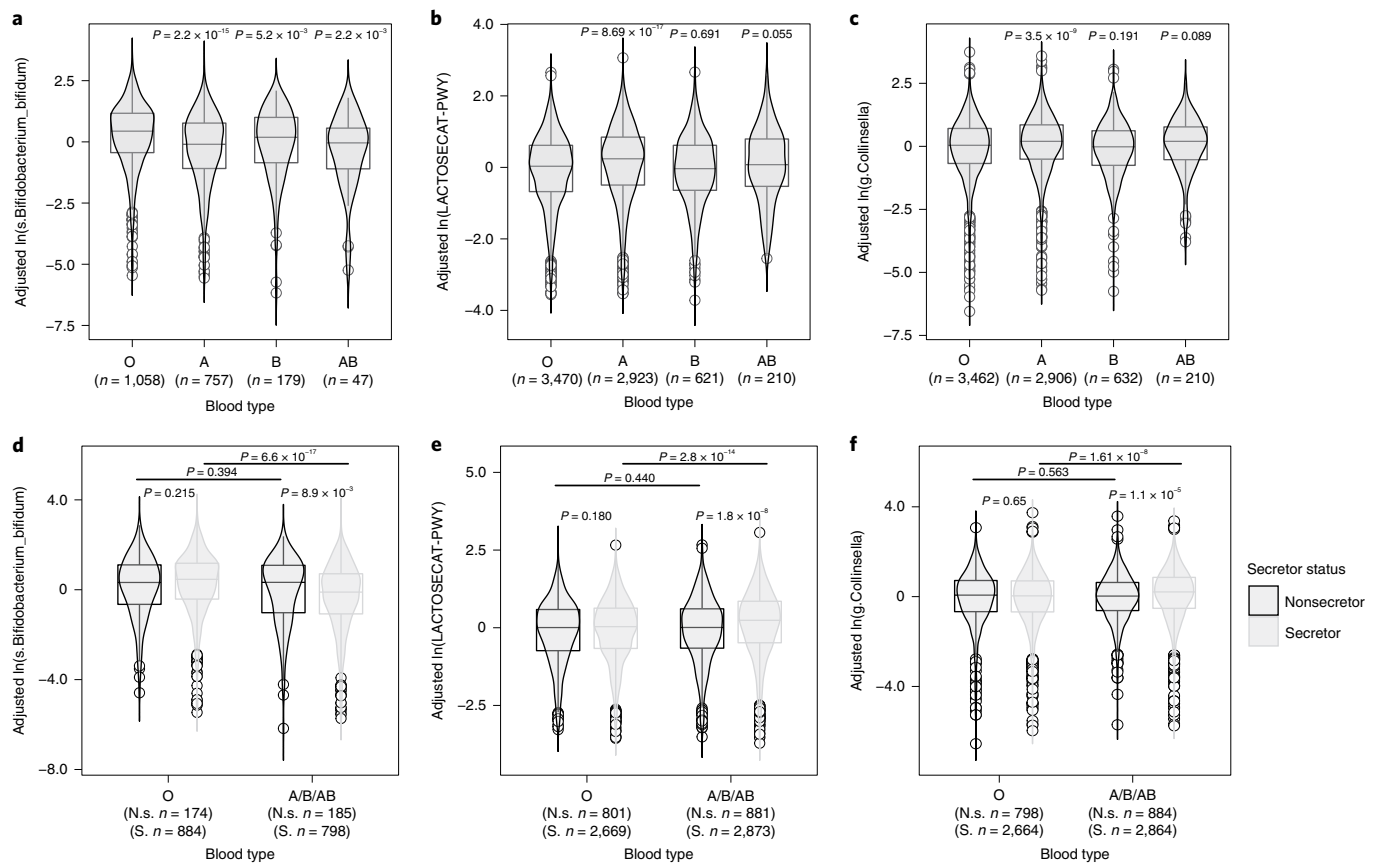 a
P = 2.2 × 10⁻¹⁵ P = 5.2 × 10⁻³ P = 2.2 × 10⁻³
Adjusted ln(s.Bifidobacterium_bifidum)
2.5
0
−2.5
−5.0
−7.5
O A B AB
(n = 1,058) (n = 757) (n = 179) (n = 47)
Blood type
b
P = 8.69 × 10⁻¹⁷ P = 0.691 P = 0.055
Adjusted ln(LACTOSECAT-PWY)
4.0
2.0
0
−2.0
−4.0
O A B AB
(n = 3,470) (n = 2,923) (n = 621) (n = 210)
Blood type
c
P = 3.5 × 10⁻⁹ P = 0.191 P = 0.089
Adjusted ln(g.Collinsella)
2.5
0
−2.5
−5.0
−7.5
O A B AB
(n = 3,462) (n = 2,906) (n = 632) (n = 210)
Blood type
d
P = 6.6 × 10⁻¹⁷
P = 0.394
P = 0.215 P = 8.9 × 10⁻³
Adjusted ln(s.Bifidobacterium_bifidum)
4.0
0
−4.0
−8.0
O A/B/AB
(N.s. n = 174) (N.s. n = 185)
(S. n = 884) (S. n = 798)
Blood type
e
P = 2.8 × 10⁻¹⁴
P = 0.440
P = 0.180 P = 1.8 × 10⁻⁸
Adjusted ln(LACTOSECAT-PWY)
5.0
2.5
0
−2.5
O A/B/AB
(N.s. n = 801) (N.s. n = 881)
(S. n = 2,669) (S. n = 2,873)
Blood type
f
P = 1.61 × 10⁻⁸
P = 0.563
P = 0.65 P = 1.1 × 10⁻⁵
Adjusted ln(g.Collinsella)
4.0
0
−4.0
O A/B/AB
(N.s. n = 798) (N.s. n = 884)
(S. n = 2,664) (S. n = 2,864)
Blood type
Secretor status
Nonsecretor
Secretor